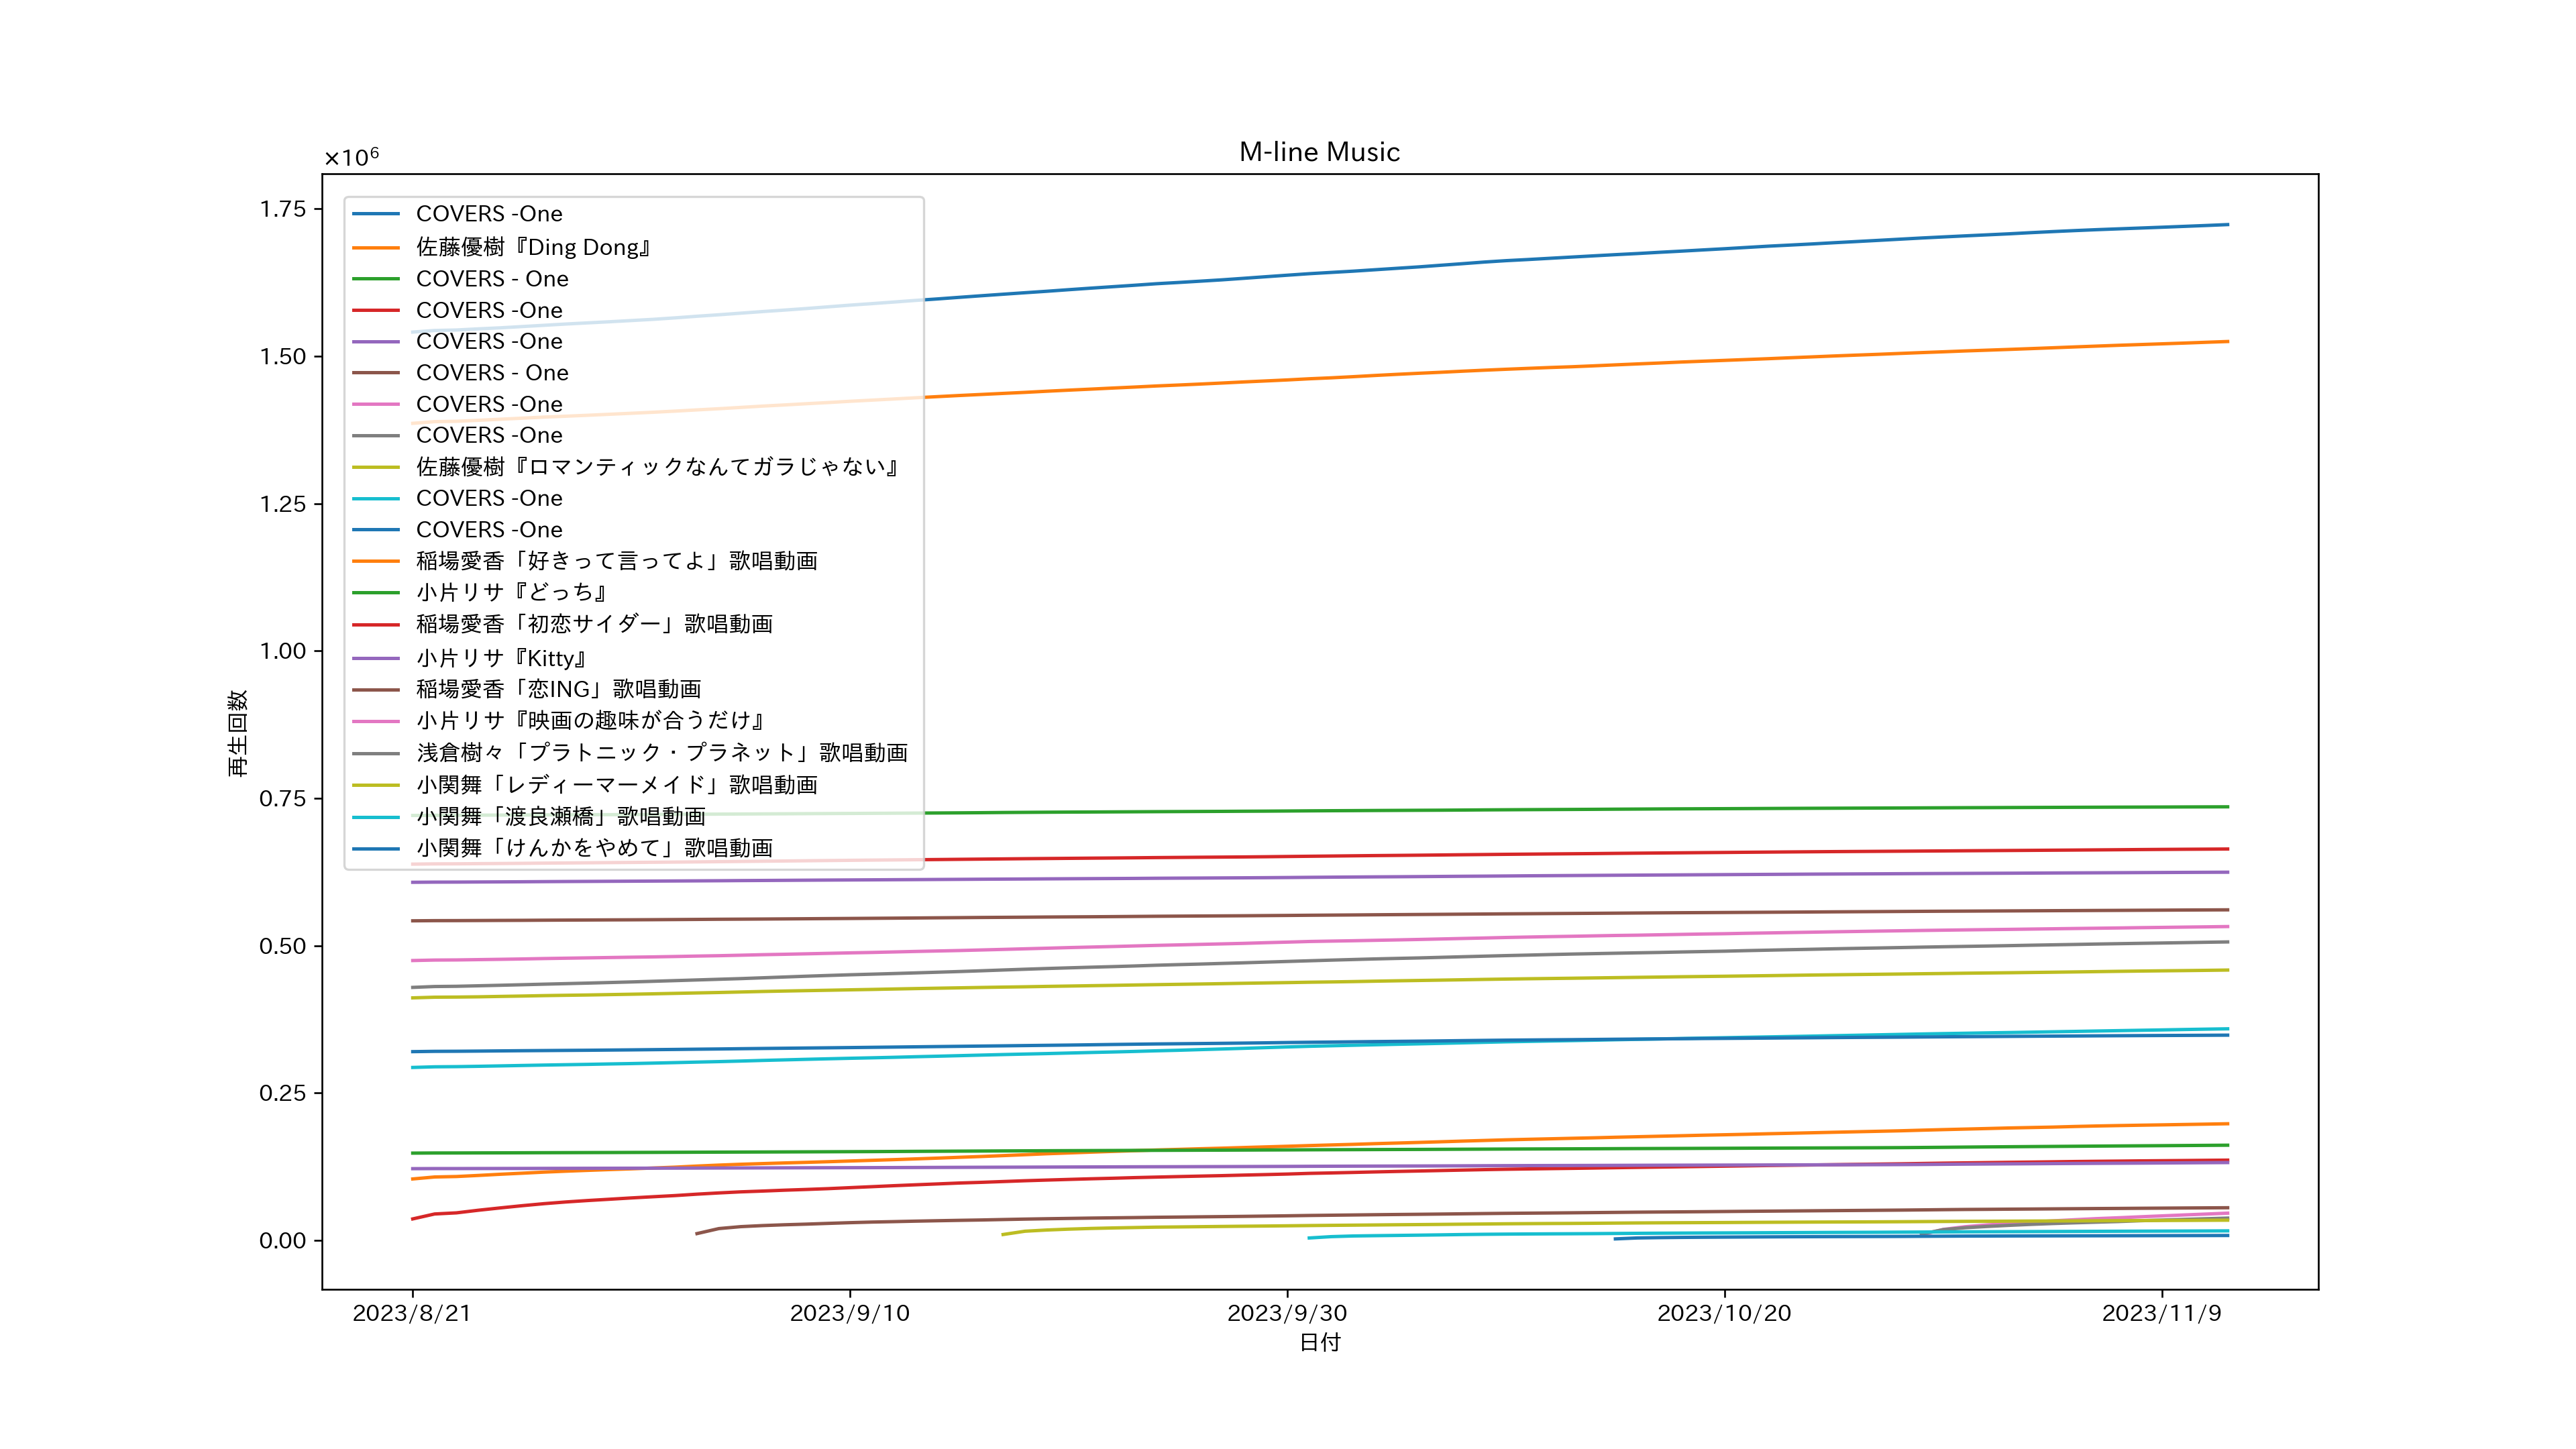 M-line Music
×10⁶
1.75
1.50
1.25
1.00
0.75
0.50
0.25
0.00
再生回数
COVERS -One
佐藤優樹『Ding Dong』
COVERS - One
COVERS -One
COVERS -One
COVERS - One
COVERS -One
COVERS -One
佐藤優樹『ロマンティックなんてガラじゃない』
COVERS -One
COVERS -One
稲場愛香「好きって言ってよ」歌唱動画
小片リサ『どっち』
稲場愛香「初恋サイダー」歌唱動画
小片リサ『Kitty』
稲場愛香「恋ING」歌唱動画
小片リサ『映画の趣味が合うだけ』
浅倉樹々「プラトニック・プラネット」歌唱動画
小関舞「レディーマーメイド」歌唱動画
小関舞「渡良瀬橋」歌唱動画
小関舞「けんかをやめて」歌唱動画
2023/8/21
2023/9/10
2023/9/30
2023/10/20
2023/11/9
日付